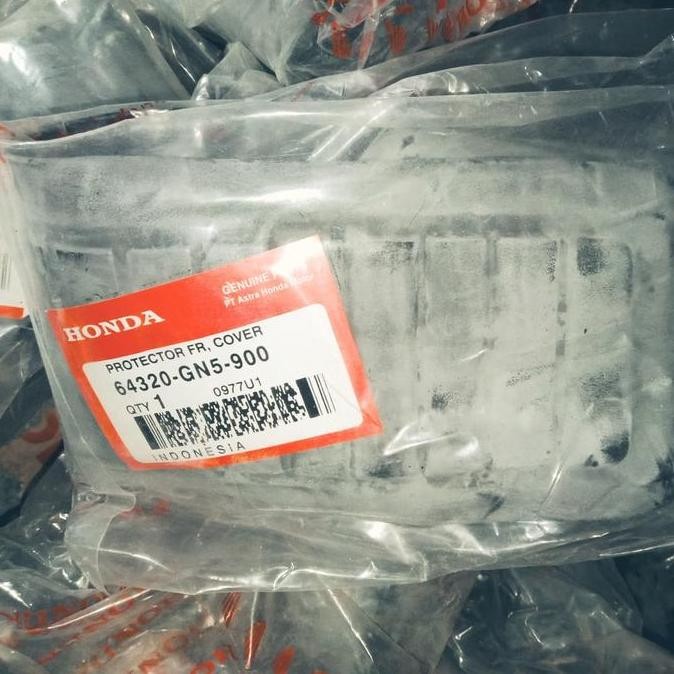 HONDA
GENUINE
PT Astra Honda Motor
PROTECTOR FR, COVER
64320-GN5-900
QTY 1
0977U1
INDONESIA